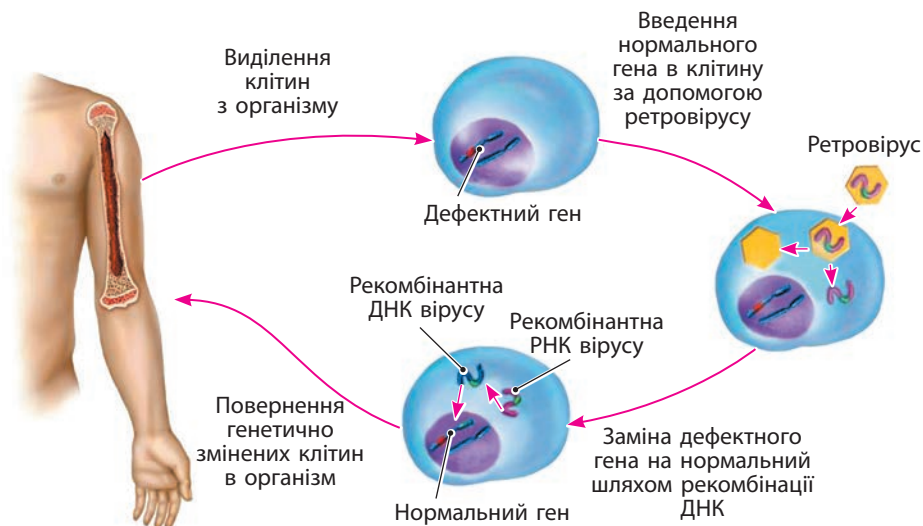 Виділення
клітин
з організму
Введення
нормального
гена в клітину
за допомогою
ретровірусу
Ретровірус
Дефектний ген
Рекомбінантна
ДНК вірусу
Рекомбінантна
РНК вірусу
Повернення
генетично
змінених клітин
в організм
Нормальний ген
Заміна дефектного
гена на нормальний
шляхом рекомбінації
ДНК